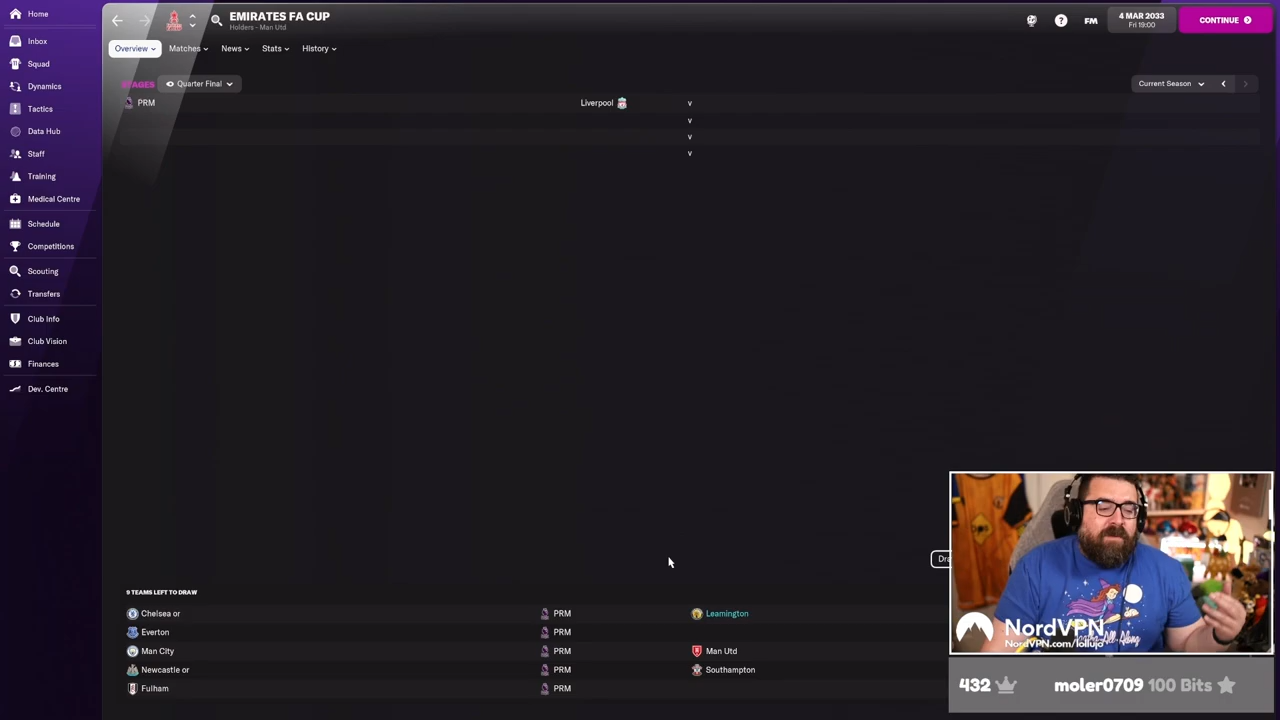 Home
EMIRATES FA CUP
Holders - Man Utd
FM
4 MAR 2033
Fri 19:00
CONTINUE
Inbox
Squad
Dynamics
Tactics
Data Hub
Staff
Training
Medical Centre
Schedule
Competitions
Scouting
Transfers
Club Info
Club Vision
Finances
Dev. Centre
Overview
Matches
News
Stats
History
STAGES
Quarter Final
Current Season
PRM
Liverpool
v
v
v
v
9 TEAMS LEFT TO DRAW
Chelsea or
PRM
Leamington
Everton
PRM
Man City
PRM
Man Utd
Newcastle or
PRM
Southampton
Fulham
PRM
NordVPN
NordVPN.com/lollujo
432
moler0709 100 Bits